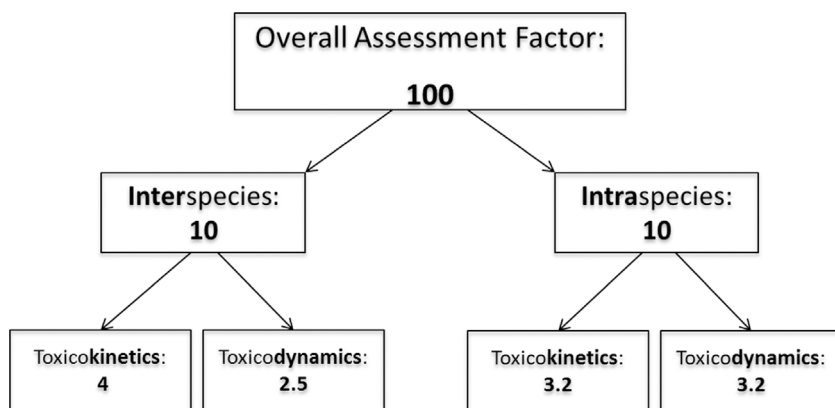 Overall Assessment Factor:
100
Interspecies:
10
Intraspecies:
10
Toxicokinetics:
4
Toxicodynamics:
2.5
Toxicokinetics:
3.2
Toxicodynamics:
3.2